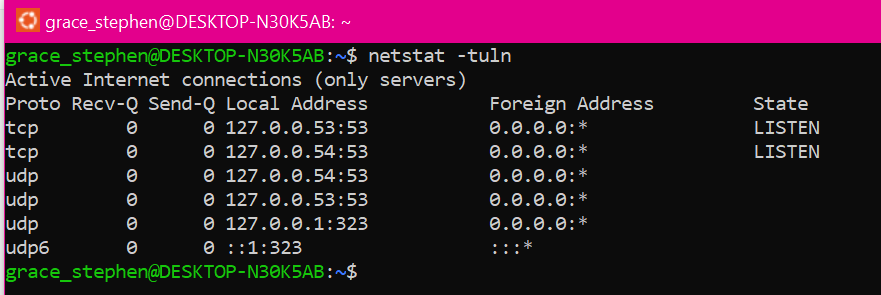 grace_stephen@DESKTOP-N30K5AB: ~
grace_stephen@DESKTOP-N30K5AB:~$ netstat -tuln
Active Internet connections (only servers)
Proto Recv-Q Send-Q Local Address           Foreign Address         State
tcp        0      0 127.0.0.53:53           0.0.0.0:*               LISTEN
tcp        0      0 127.0.0.54:53           0.0.0.0:*               LISTEN
udp        0      0 127.0.0.54:53           0.0.0.0:*
udp        0      0 127.0.0.53:53           0.0.0.0:*
udp        0      0 127.0.0.1:323           0.0.0.0:*
udp6       0      0 ::1:323                 :::*
grace_stephen@DESKTOP-N30K5AB:~$